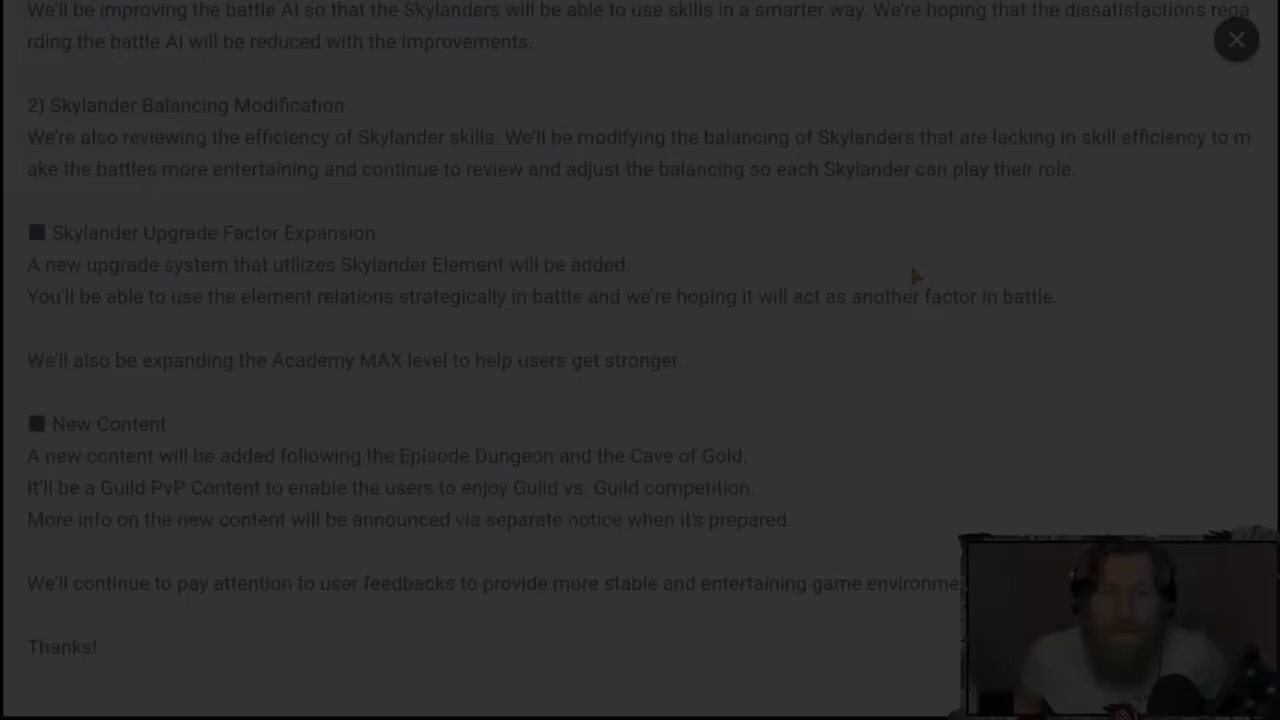 We'll be improving the battle AI so that the Skylanders will be able to use skills in a smarter way. We're hoping that the dissatisfactions rega
rding the battle AI will be reduced with the improvements.
2) Skylander Balancing Modification
We're also reviewing the efficiency of Skylander skills. We'll be modifying the balancing of Skylanders that are lacking in skill efficiency to m
ake the battles more entertaining and continue to review and adjust the balancing so each Skylander can play their role.
■ Skylander Upgrade Factor Expansion
A new upgrade system that utilizes Skylander Element will be added.
You'll be able to use the element relations strategically in battle and we're hoping it will act as another factor in battle.
We'll also be expanding the Academy MAX level to help users get stronger.
■ New Content
A new content will be added following the Episode Dungeon and the Cave of Gold.
It'll be a Guild PvP Content to enable the users to enjoy Guild vs. Guild competition.
More info on the new content will be announced via separate notice when it's prepared.
We'll continue to pay attention to user feedbacks to provide more stable and entertaining game environme
Thanks!